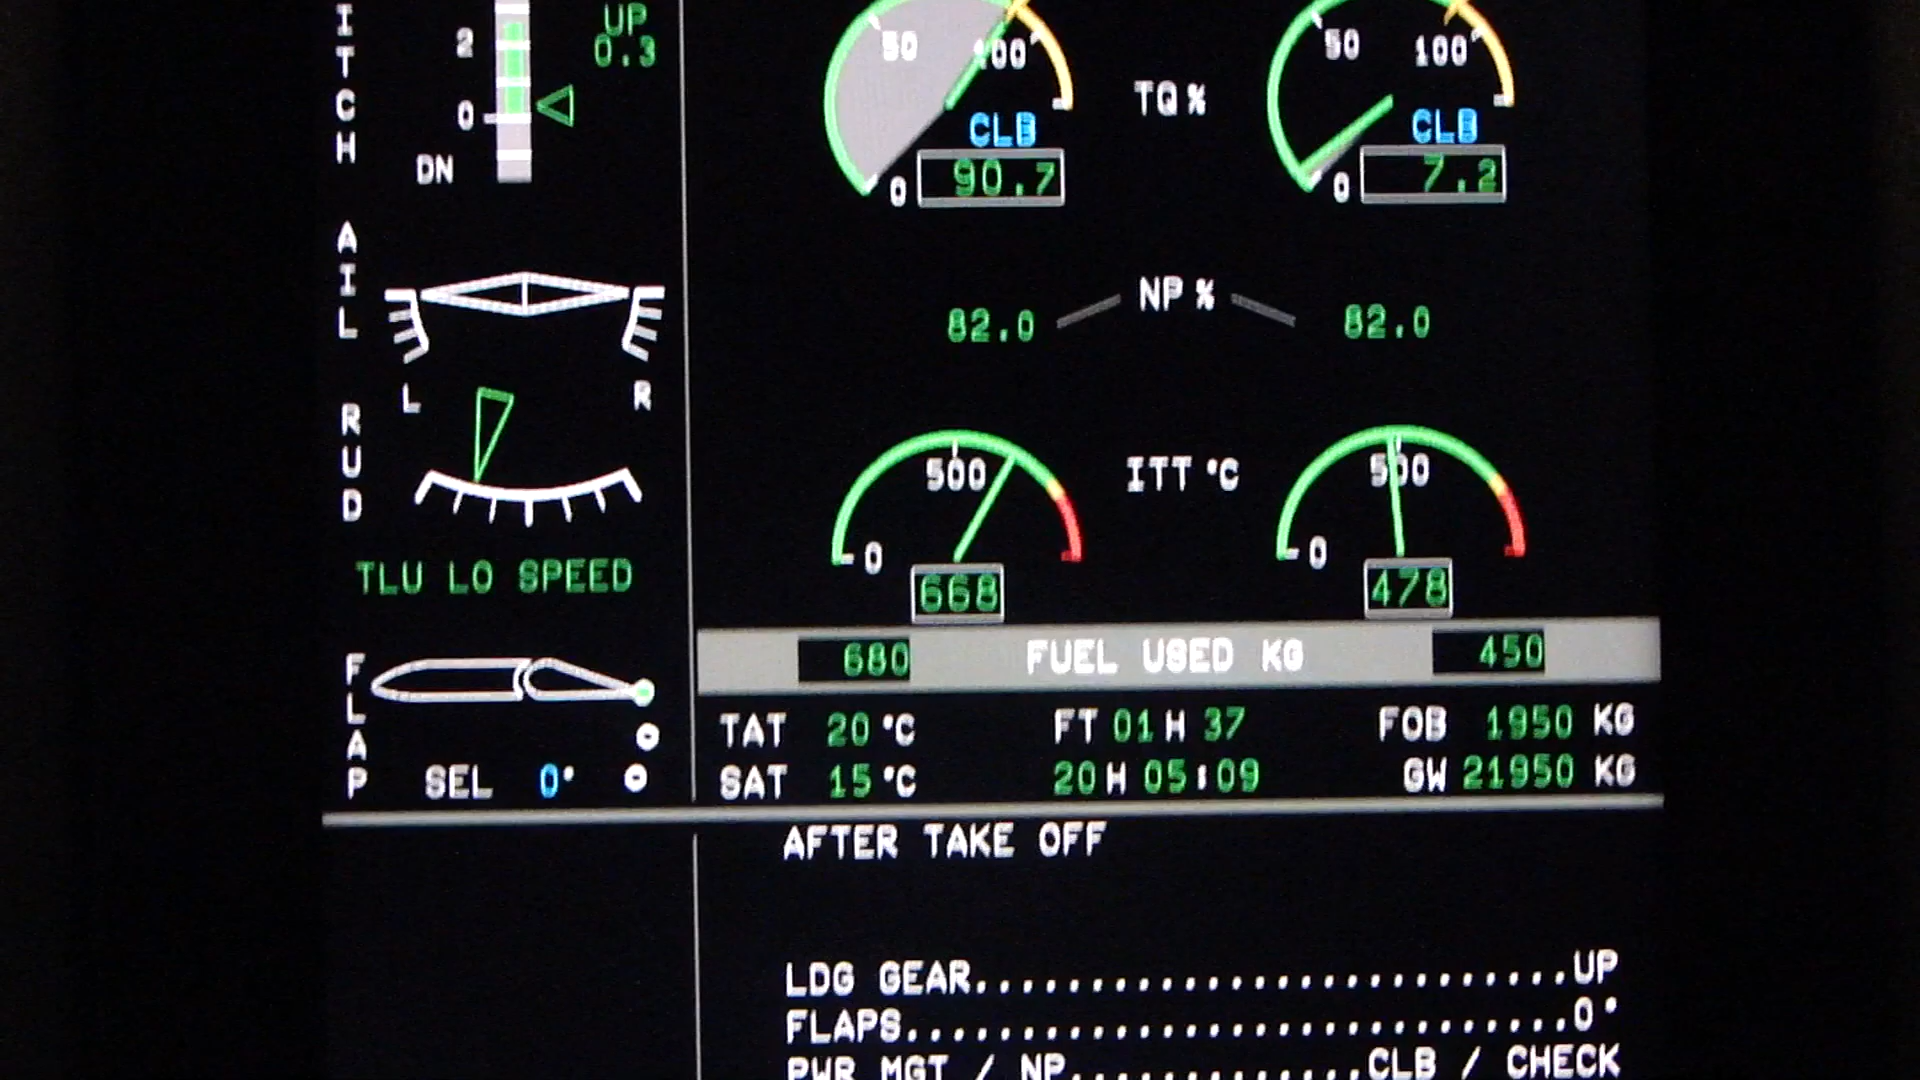 PITCH
UP
0.3
2
0
DN
AIL
L
R
RUD
TLU LO SPEED
FLAP
SEL 0°
50 100
50 100
TQ %
CLB
CLB
0 90.7
0 7.2
NP %
82.0
82.0
500
ITT °C
500
0
0
668
478
680 FUEL USED KG 450
TAT 20 °C FT 01 H 37 FOB 1950 KG
SAT 15 °C 20 H 05:09 GW 21950 KG
AFTER TAKE OFF
LDG GEAR......................................UP
FLAPS...........................................0°
PWR MGT / NP.............CLB / CHECK